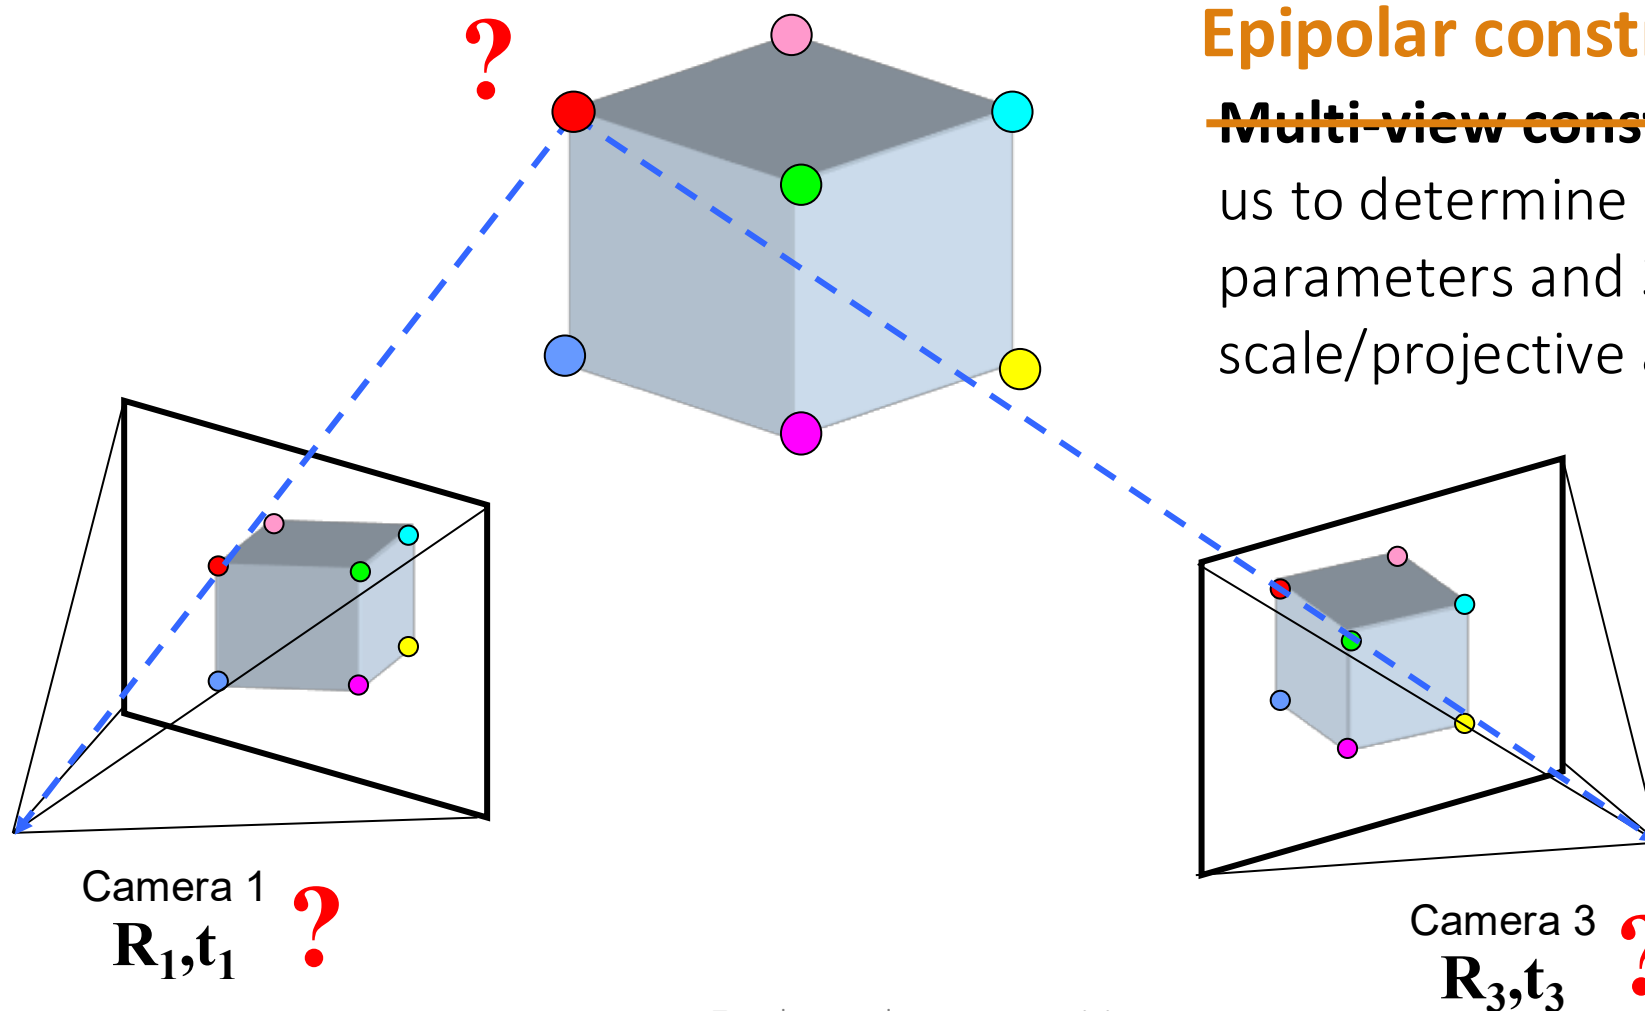 ?
Epipolar const
Multi-view cons
us to determine
parameters and
scale/projective
Camera 1
R₁,t₁
?
Camera 3
R₃,t₃
?